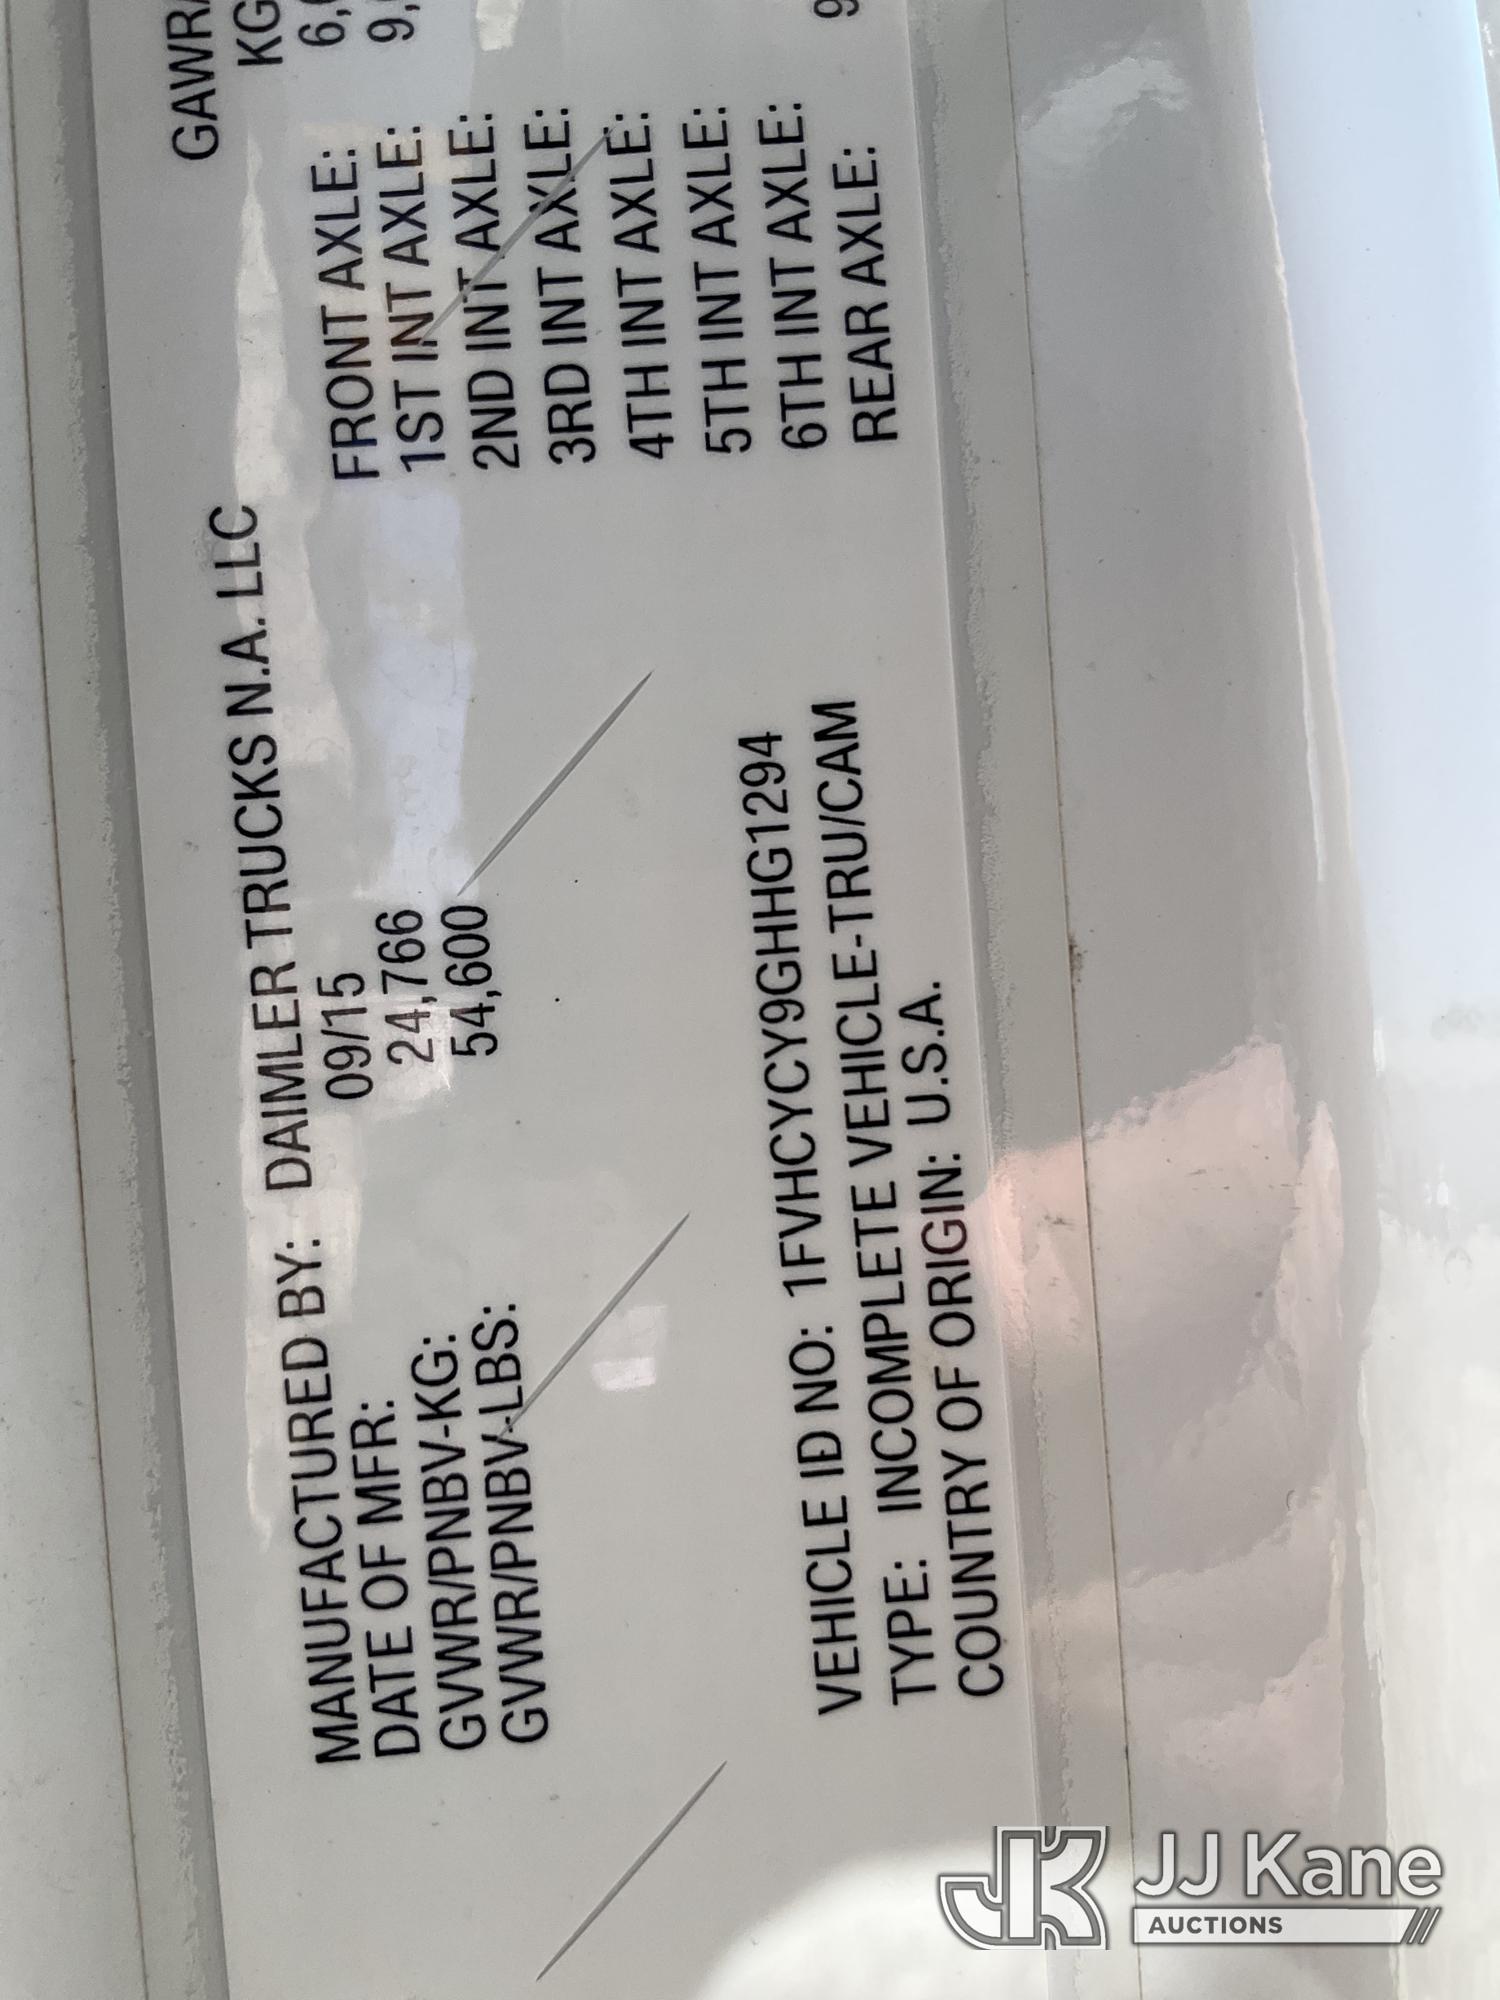 MANUFACTURED BY: DAIMLER TRUCKS N.A. LLC
DATE OF MFR: 09/15
GVWR/PNBV-KG: 24,766
GVWR/PNBV-LBS: 54,600
VEHICLE ID NO: 1FVHCYCY9GHHG1294
TYPE: INCOMPLETE VEHICLE-TRU/CAM
COUNTRY OF ORIGIN: U.S.A.
KG
FRONT AXLE: 6,
1ST INT AXLE: 9,
2ND INT AXLE:
3RD INT AXLE:
4TH INT AXLE:
5TH INT AXLE:
6TH INT AXLE:
REAR AXLE: 9
JJ Kane
AUCTIONS